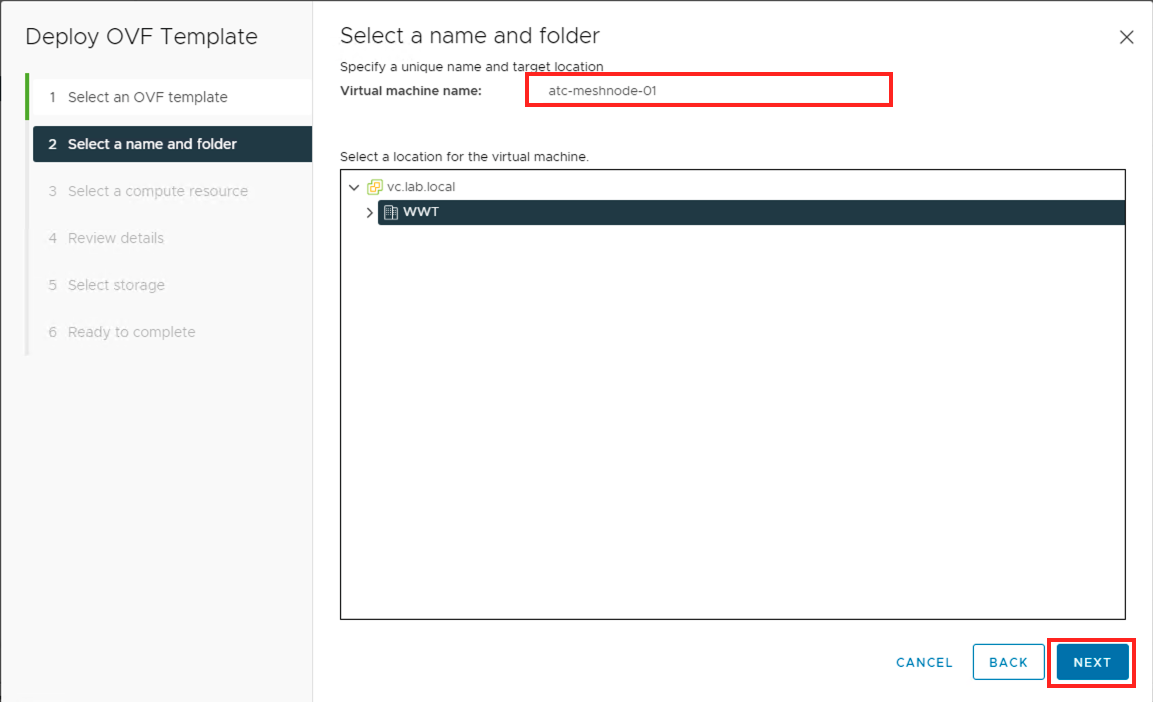 Deploy OVF Template
1 Select an OVF template
2 Select a name and folder
3 Select a compute resource
4 Review details
5 Select storage
6 Ready to complete
Select a name and folder
Specify a unique name and target location
Virtual machine name: atc-meshnode-01
Select a location for the virtual machine.
vc.lab.local
WWT
CANCEL BACK NEXT